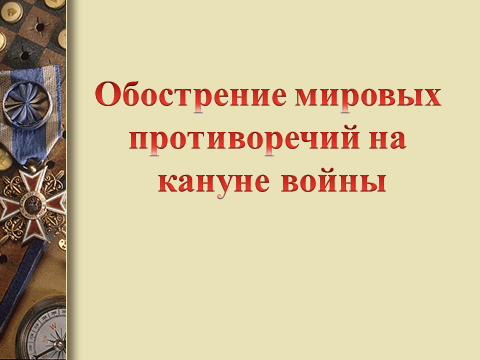 Обострение мировых
противоречий на
кануне войны